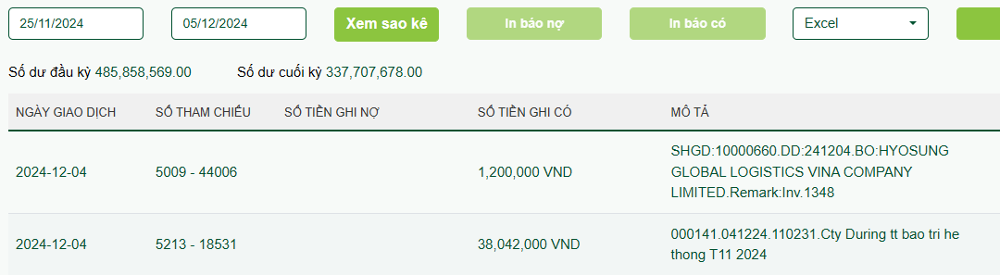 25/11/2024 05/12/2024 Xem sao kê In báo nợ In báo có Excel
Số dư đầu kỳ 485,858,569.00 Số dư cuối kỳ 337,707,678.00
NGÀY GIAO DỊCH SỐ THAM CHIẾU SỐ TIỀN GHI NỢ SỐ TIỀN GHI CÓ MÔ TẢ
2024-12-04 5009 - 44006 1,200,000 VND SHGD:10000660.DD:241204.BO:HYOSUNG
GLOBAL LOGISTICS VINA COMPANY
LIMITED.Remark:Inv.1348
2024-12-04 5213 - 18531 38,042,000 VND 000141.041224.110231.Cty During tt bao tri he
thong T11 2024